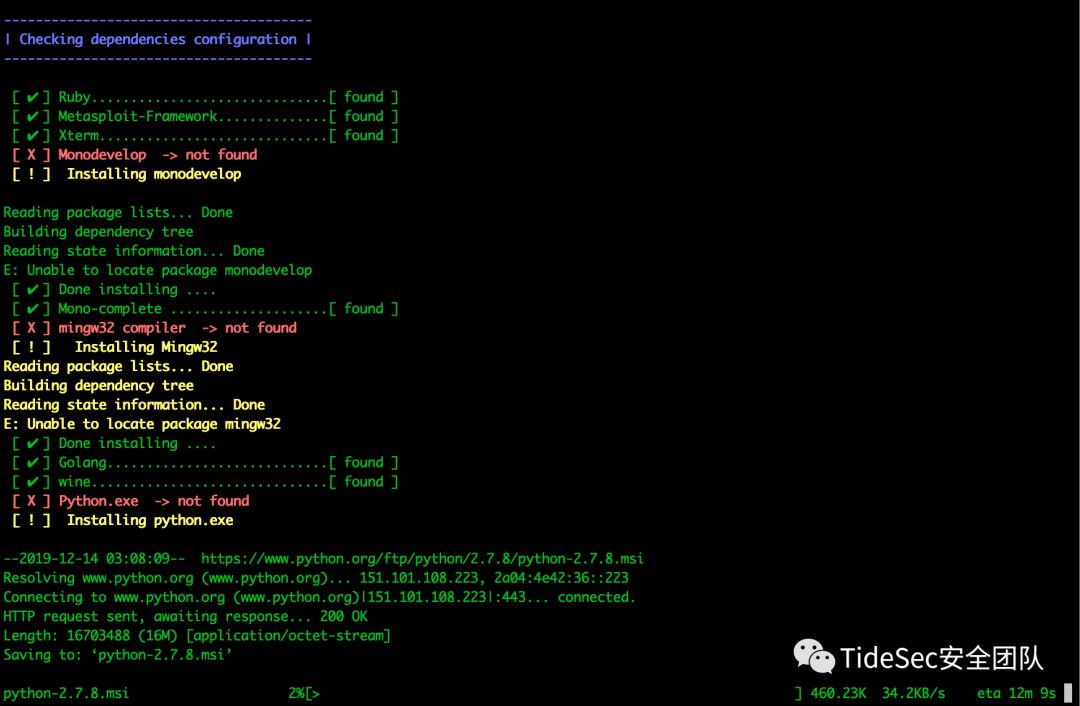 ---------------------------------------
| Checking dependencies configuration |
---------------------------------------
[ ✔ ] Ruby..............................[ found ]
[ ✔ ] Metasploit-Framework..............[ found ]
[ ✔ ] Xterm.............................[ found ]
[ X ] Monodevelop  -> not found
[ ! ]  Installing monodevelop
Reading package lists... Done
Building dependency tree
Reading state information... Done
E: Unable to locate package monodevelop
[ ✔ ] Done installing ....
[ ✔ ] Mono-complete ....................[ found ]
[ X ] mingw32 compiler  -> not found
[ ! ]   Installing Mingw32
Reading package lists... Done
Building dependency tree
Reading state information... Done
E: Unable to locate package mingw32
[ ✔ ] Done installing ....
[ ✔ ] Golang............................[ found ]
[ ✔ ] wine..............................[ found ]
[ X ] Python.exe  -> not found
[ ! ]  Installing python.exe
--2019-12-14 03:08:09--  https://www.python.org/ftp/python/2.7.8/python-2.7.8.msi
Resolving www.python.org (www.python.org)... 151.101.108.223, 2a04:4e42:36::223
Connecting to www.python.org (www.python.org)|151.101.108.223|:443... connected.
HTTP request sent, awaiting response... 200 OK
Length: 16703488 (16M) [application/octet-stream]
Saving to: ‘python-2.7.8.msi’
TideSec安全团队
python-2.7.8.msi                    2%[>                    ] 460.23K  34.2KB/s    eta 12m 9s